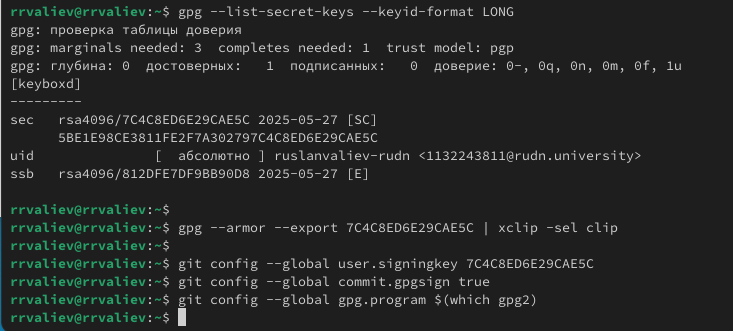 rrvaliev@rrvaliev:~$ gpg --list-secret-keys --keyid-format LONG
gpg: проверка таблицы доверия
gpg: marginals needed: 3  completes needed: 1  trust model: pgp
gpg: глубина: 0  достоверных:   1  подписанных:   0  доверие: 0-, 0q, 0n, 0m, 0f, 1u
[keyboxd]
---------
sec   rsa4096/7C4C8ED6E29CAE5C 2025-05-27 [SC]
      5BE1E98CE3811FE2F7A302797C4C8ED6E29CAE5C
uid                 [  абсолютно ] ruslanvaliev-rudn <1132243811@rudn.university>
ssb   rsa4096/812DFE7DF9BB90D8 2025-05-27 [E]
rrvaliev@rrvaliev:~$
rrvaliev@rrvaliev:~$ gpg --armor --export 7C4C8ED6E29CAE5C | xclip -sel clip
rrvaliev@rrvaliev:~$
rrvaliev@rrvaliev:~$ git config --global user.signingkey 7C4C8ED6E29CAE5C
rrvaliev@rrvaliev:~$ git config --global commit.gpgsign true
rrvaliev@rrvaliev:~$ git config --global gpg.program $(which gpg2)
rrvaliev@rrvaliev:~$